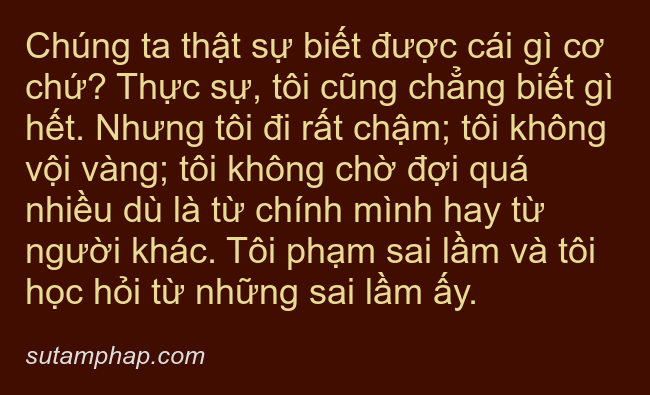 Chúng ta thật sự biết được cái gì cơ
chứ? Thực sự, tôi cũng chẳng biết gì
hết. Nhưng tôi đi rất chậm; tôi không
vội vàng; tôi không chờ đợi quá
nhiều dù là từ chính mình hay từ
người khác. Tôi phạm sai lầm và tôi
học hỏi từ những sai lầm ấy.
sutamphap.com